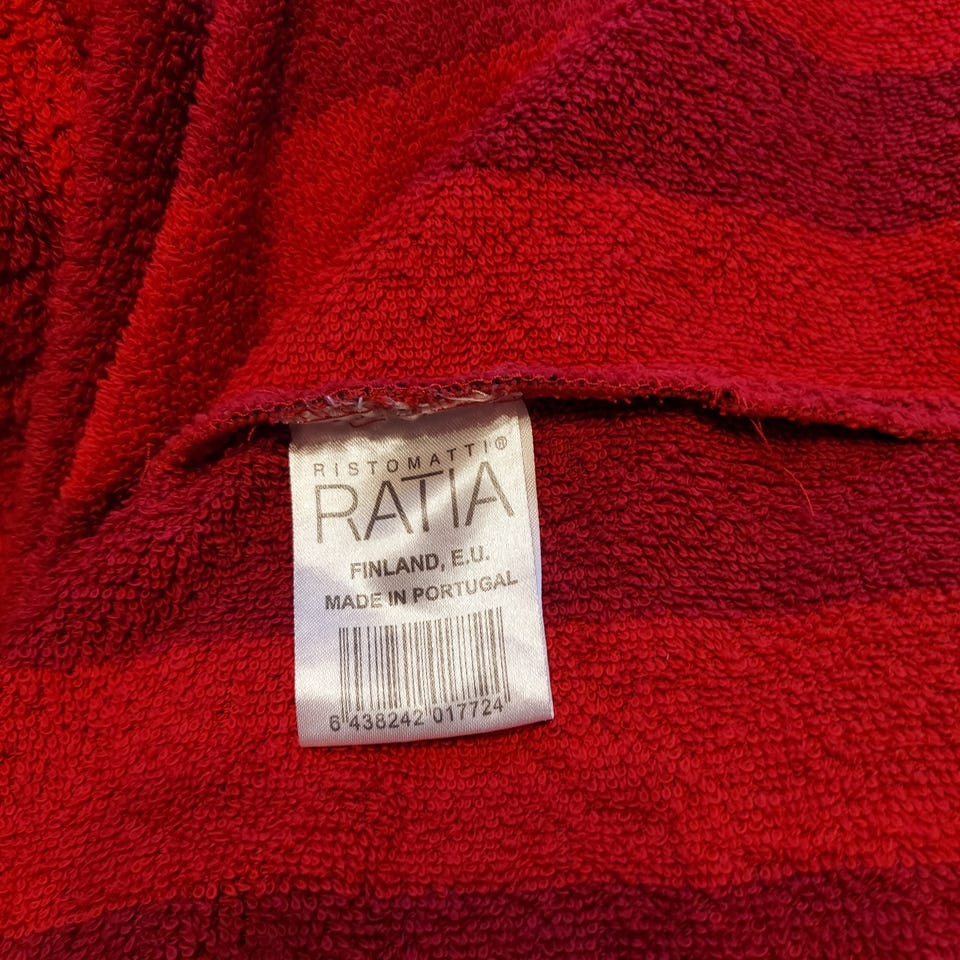 RISTOMATTI®
RATIA
FINLAND, E.U.
MADE IN PORTUGAL
6 438242 017724